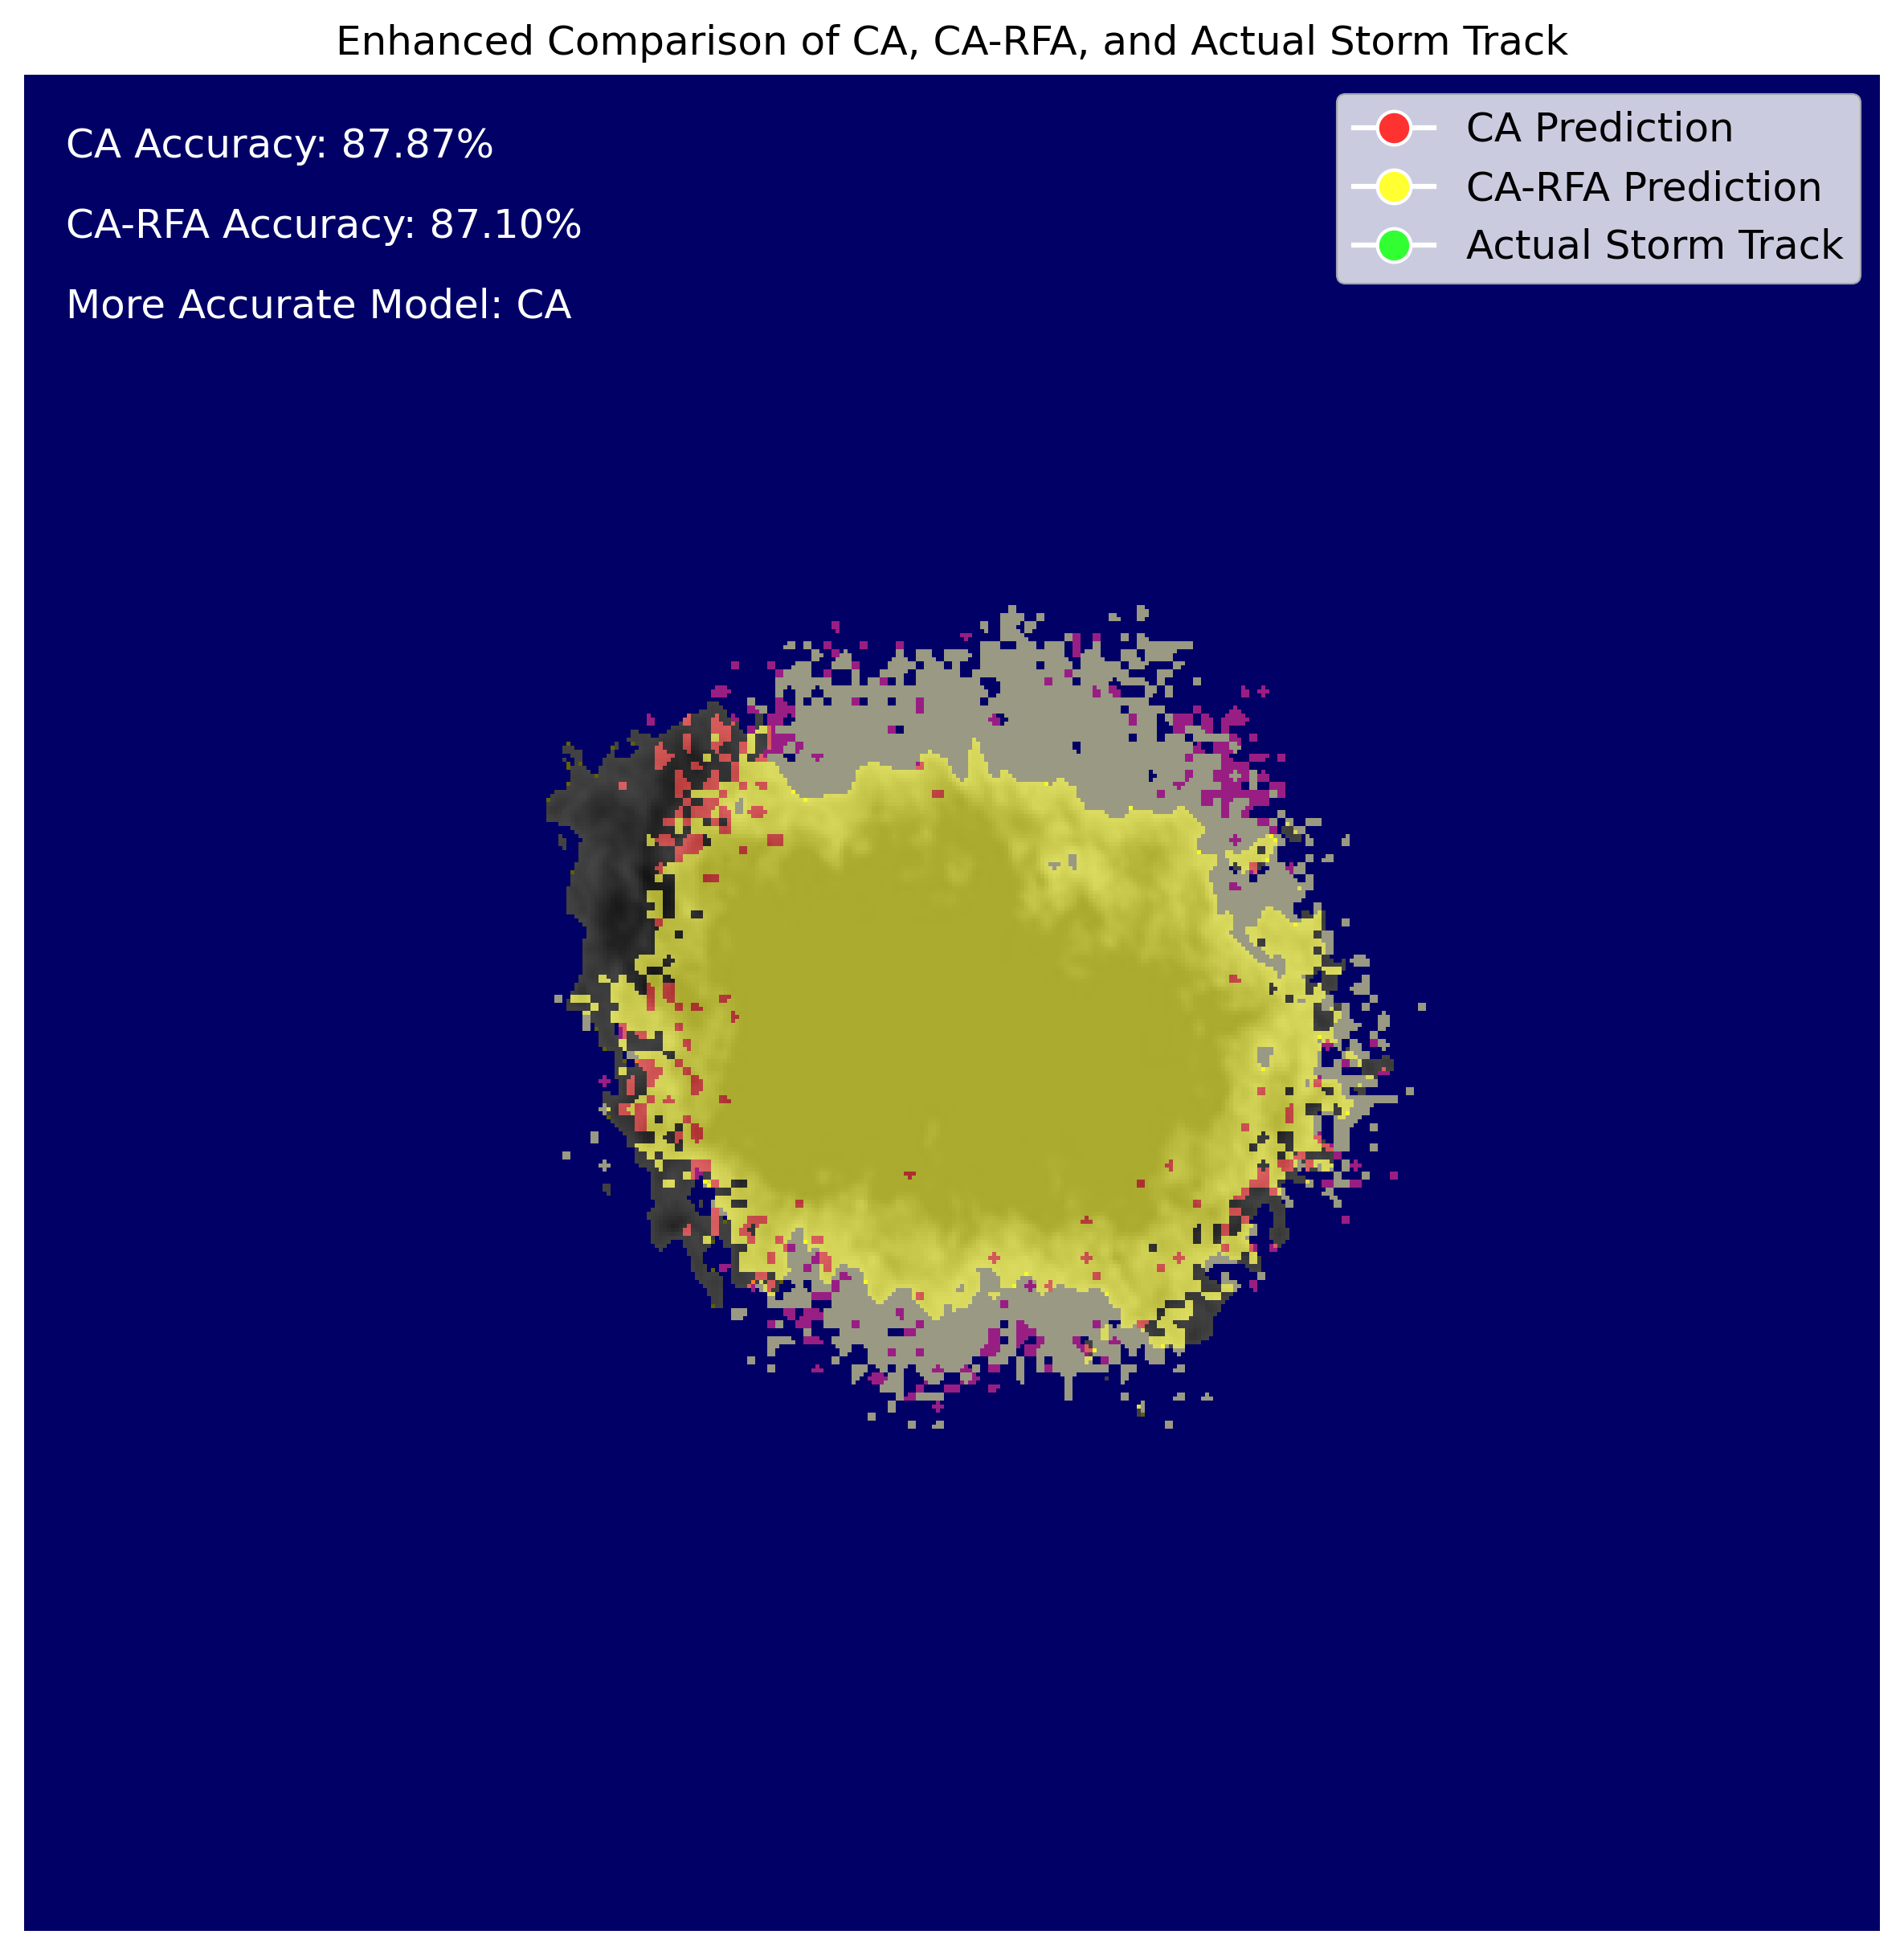 Enhanced Comparison of CA, CA-RFA, and Actual Storm Track
CA Accuracy: 87.87%
CA-RFA Accuracy: 87.10%
More Accurate Model: CA
CA Prediction
CA-RFA Prediction
Actual Storm Track